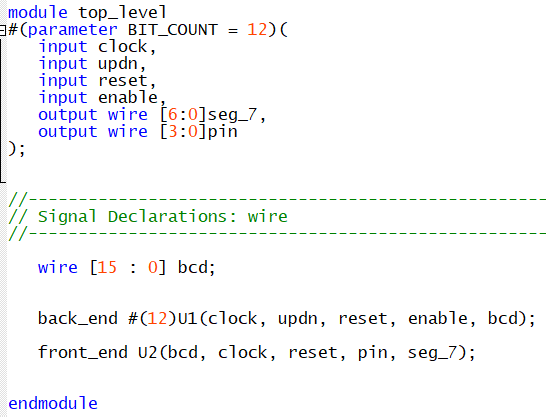 module top_level
#(parameter BIT_COUNT = 12)(
input clock,
input updn,
input reset,
input enable,
output wire [6:0]seg_7,
output wire [3:0]pin
);
//----------------------------------------------------
// Signal Declarations: wire
//----------------------------------------------------
wire [15 : 0] bcd;
back_end #(12)U1(clock, updn, reset, enable, bcd);
front_end U2(bcd, clock, reset, pin, seg_7);
endmodule